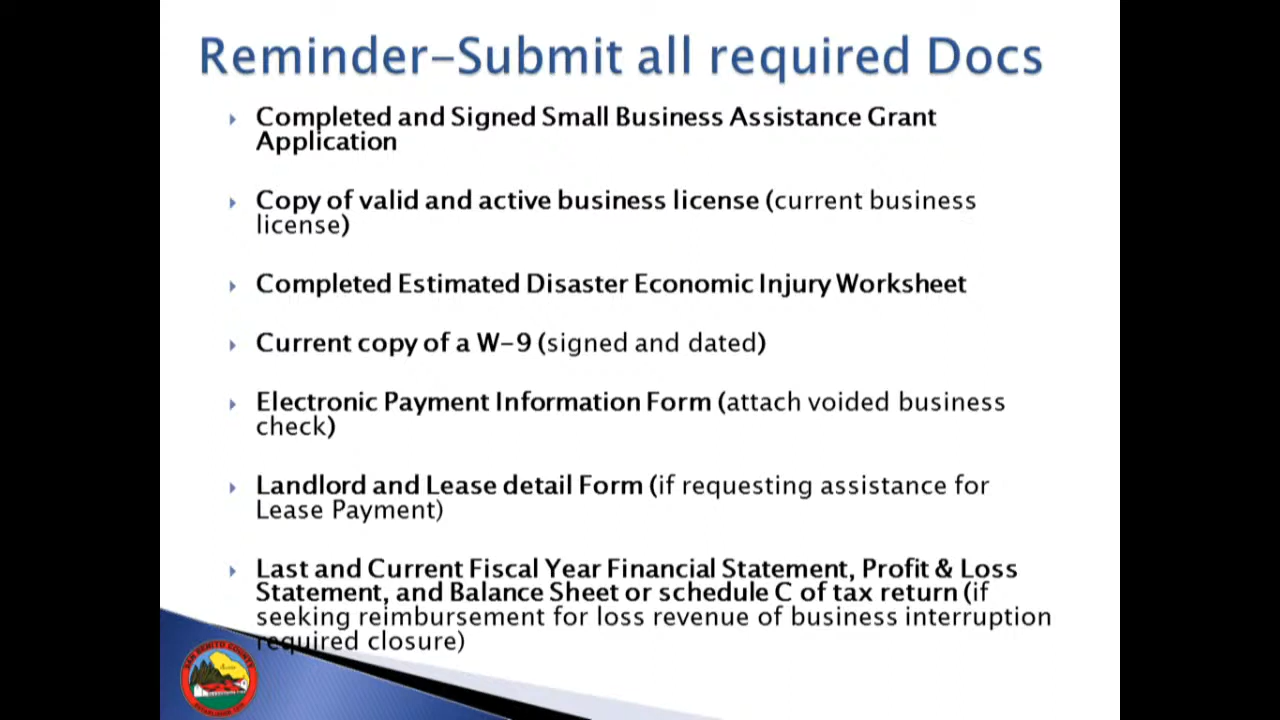 Reminder-Submit all required Docs
Completed and Signed Small Business Assistance Grant
Application
Copy of valid and active business license (current business
license)
Completed Estimated Disaster Economic Injury Worksheet
Current copy of a W-9 (signed and dated)
Electronic Payment Information Form (attach voided business
check)
Landlord and Lease detail Form (if requesting assistance for
Lease Payment)
Last and Current Fiscal Year Financial Statement, Profit & Loss
Statement, and Balance Sheet or schedule C of tax return (if
seeking reimbursement for loss revenue of business interruption
required closure)
SAN BENITO COUNTY